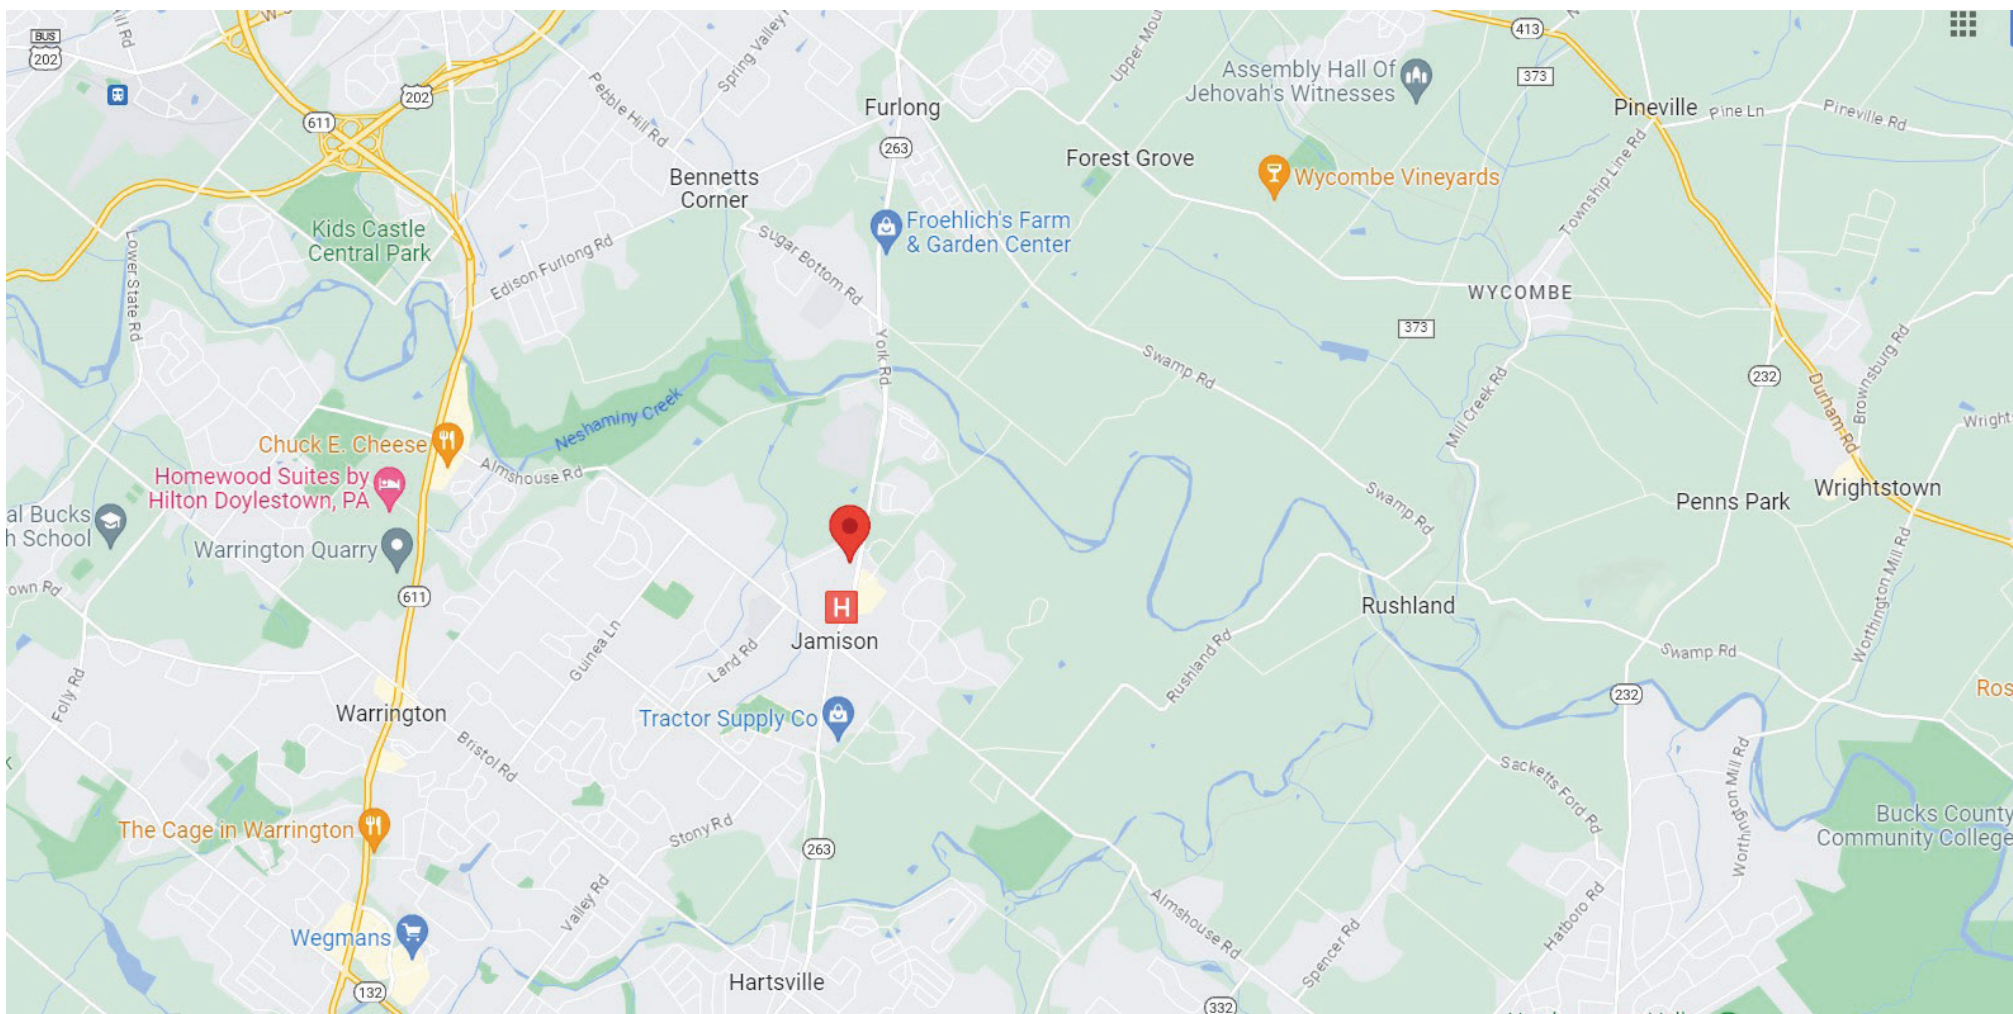 BUS
202
Hill Rd
611
202
Pebble Hill Rd
Spring Valley
Furlong
263
Upper Mou
Assembly Hall Of
Jehovah's Witnesses
413
373
Pineville
Pine Ln
Pineville Rd
Township Line Rd
Forest Grove
Wycombe Vineyards
Bennetts
Corner
Kids Castle
Central Park
Lower State Rd
Edison Furlong Rd
Sugar Bottom Rd
Froehlich's Farm
& Garden Center
York Rd
WYCOMBE
373
Swamp Rd
Mill Creek Rd
232
Durham Rd
Brownsburg Rd
Wright
Neshaminy Creek
Chuck E. Cheese
Almshouse Rd
Homewood Suites by
Hilton Doylestown, PA
al Bucks
h School
Warrington Quarry
Swamp Rd
Penns Park
Wrightstown
own Rd
611
H
Jamison
Rushland
Worthington Mill Rd
Guinea Ln
Land Rd
Rushland Rd
Swamp Rd
Folly Rd
Warrington
Tractor Supply Co
232
Ros
Bristol Rd
Sacketts Ford Rd
Worthington Mill Rd
The Cage in Warrington
Stony Rd
263
Bucks County
Community College
Wegmans
Valley Rd
Almshouse Rd
Spencer Rd
Hatboro Rd
Hartsville
132
332